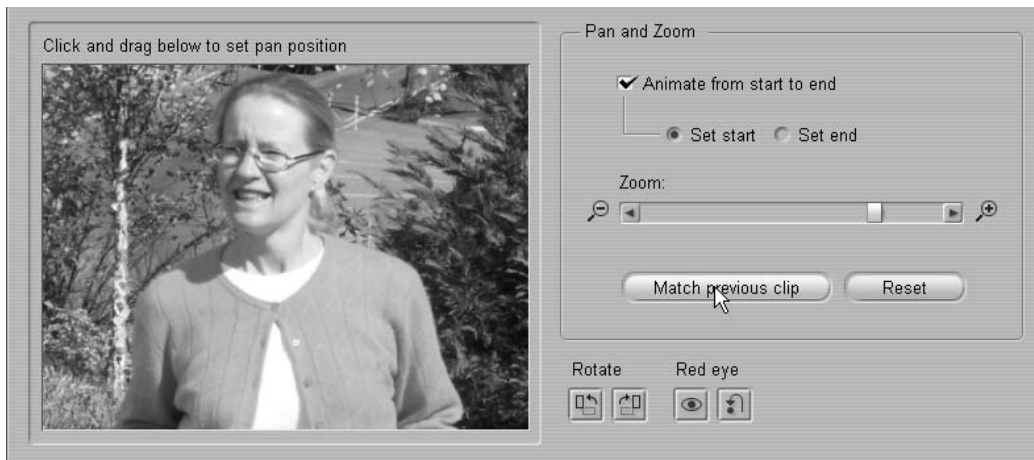 Click and drag below to set pan position
Pan and Zoom
Animate from start to end
Set start
Set end
Zoom:
Match previous clip
Reset
Rotate
Red eye